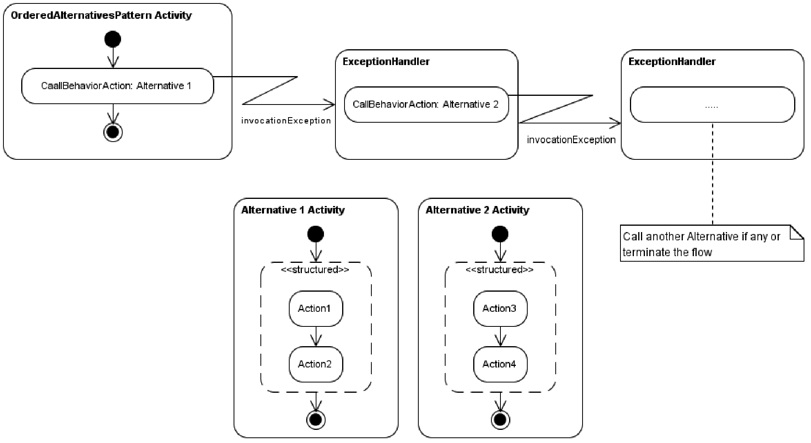 OrderedAlternativesPattern Activity
CaallBehaviorAction: Alternative 1
invocationException
ExceptionHandler
CallBehaviorAction: Alternative 2
invocationException
ExceptionHandler
.....
Call another Alternative if any or
terminate the flow
Alternative 1 Activity
<<structured>>
Action1
Action2
Alternative 2 Activity
<<structured>>
Action3
Action4